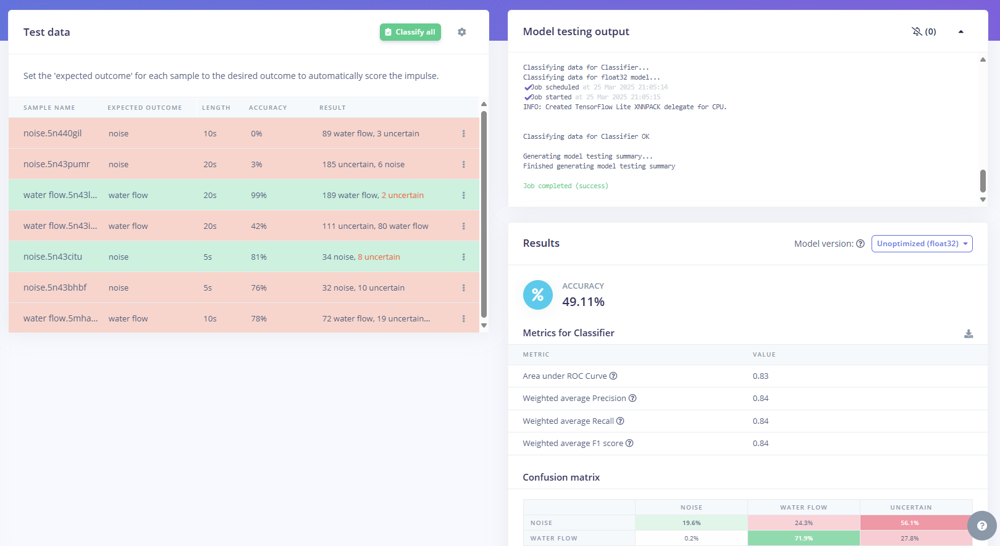 Test data
Classify all
Set the 'expected outcome' for each sample to the desired outcome to automatically score the impulse.
SAMPLE NAME EXPECTED OUTCOME LENGTH ACCURACY RESULT
noise.5n440gil noise 10s 0% 89 water flow, 3 uncertain
noise.5n43pumr noise 20s 3% 185 uncertain, 6 noise
water flow.5n43l... water flow 20s 99% 189 water flow, 2 uncertain
water flow.5n43i... water flow 20s 42% 111 uncertain, 80 water flow
noise.5n43citu noise 5s 81% 34 noise, 8 uncertain
noise.5n43bhbf noise 5s 76% 32 noise, 10 uncertain
water flow.5mha... water flow 10s 78% 72 water flow, 19 uncertain...
Model testing output
(0)
Classifying data for Classifier...
Classifying data for float32 model...
Job scheduled at 25 Mar 2025 21:05:14
Job started at 25 Mar 2025 21:05:15
INFO: Created TensorFlow Lite XNNPACK delegate for CPU.
Classifying data for Classifier OK
Generating model testing summary...
Finished generating model testing summary
Job completed (success)
Results
Model version: ? Unoptimized (float32)
%
ACCURACY
49.11%
Metrics for Classifier
METRIC VALUE
Area under ROC Curve ? 0.83
Weighted average Precision ? 0.84
Weighted average Recall ? 0.84
Weighted average F1 score ? 0.84
Confusion matrix
NOISE WATER FLOW UNCERTAIN
NOISE 19.6% 24.3% 56.1%
WATER FLOW 0.2% 71.9% 27.8%
?